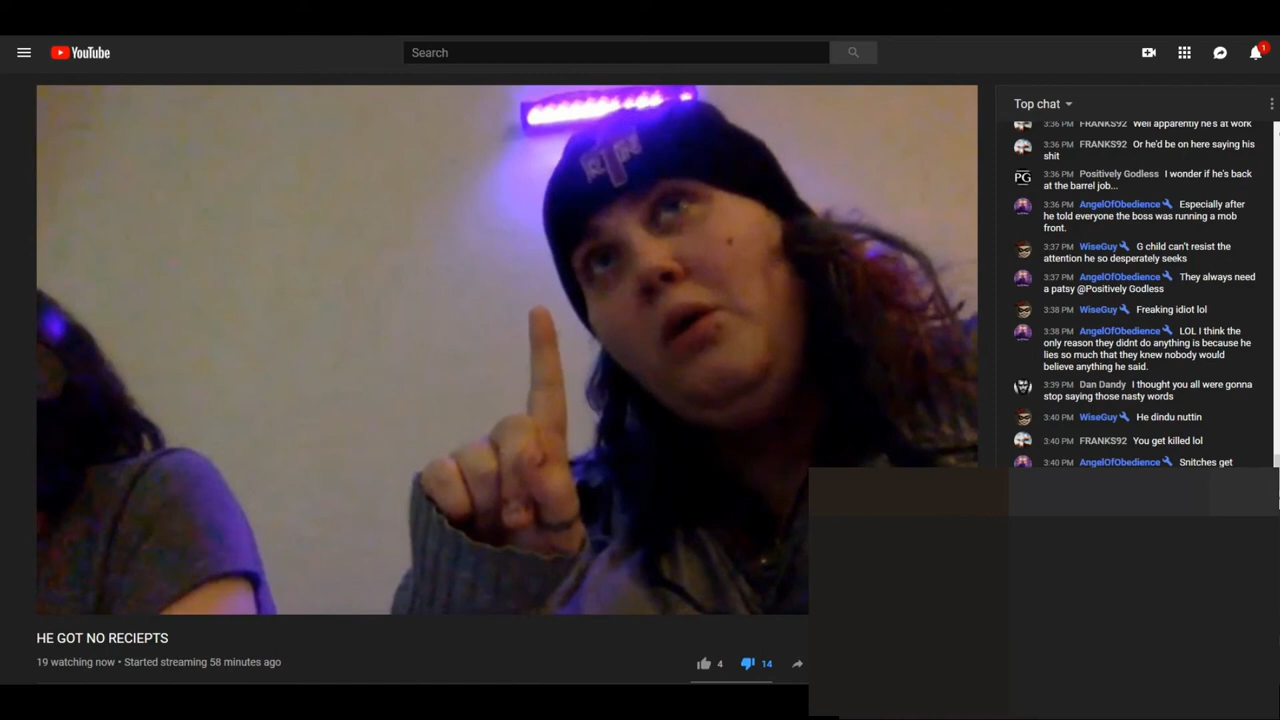 YouTube
Search
1
Top chat
3:36 PM FRANKS92 Well apparently he's at work
3:36 PM FRANKS92 Or he'd be on here saying his
shit
PG
3:36 PM Positively Godless I wonder if he's back
at the barrel job...
3:36 PM AngelOfObedience Especially after
he told everyone the boss was running a mob
front.
3:37 PM WiseGuy G child can't resist the
attention he so desperately seeks
3:37 PM AngelOfObedience They always need
a patsy @Positively Godless
3:38 PM WiseGuy Freaking idiot lol
3:38 PM AngelOfObedience LOL I think the
only reason they didnt do anything is because he
lies so much that they knew nobody would
believe anything he said.
3:39 PM Dan Dandy I thought you all were gonna
stop saying those nasty words
3:40 PM WiseGuy He dindu nuttin
3:40 PM FRANKS92 You get killed lol
3:40 PM AngelOfObedience Snitches get
HE GOT NO RECIEPTS
19 watching now • Started streaming 58 minutes ago
4 14